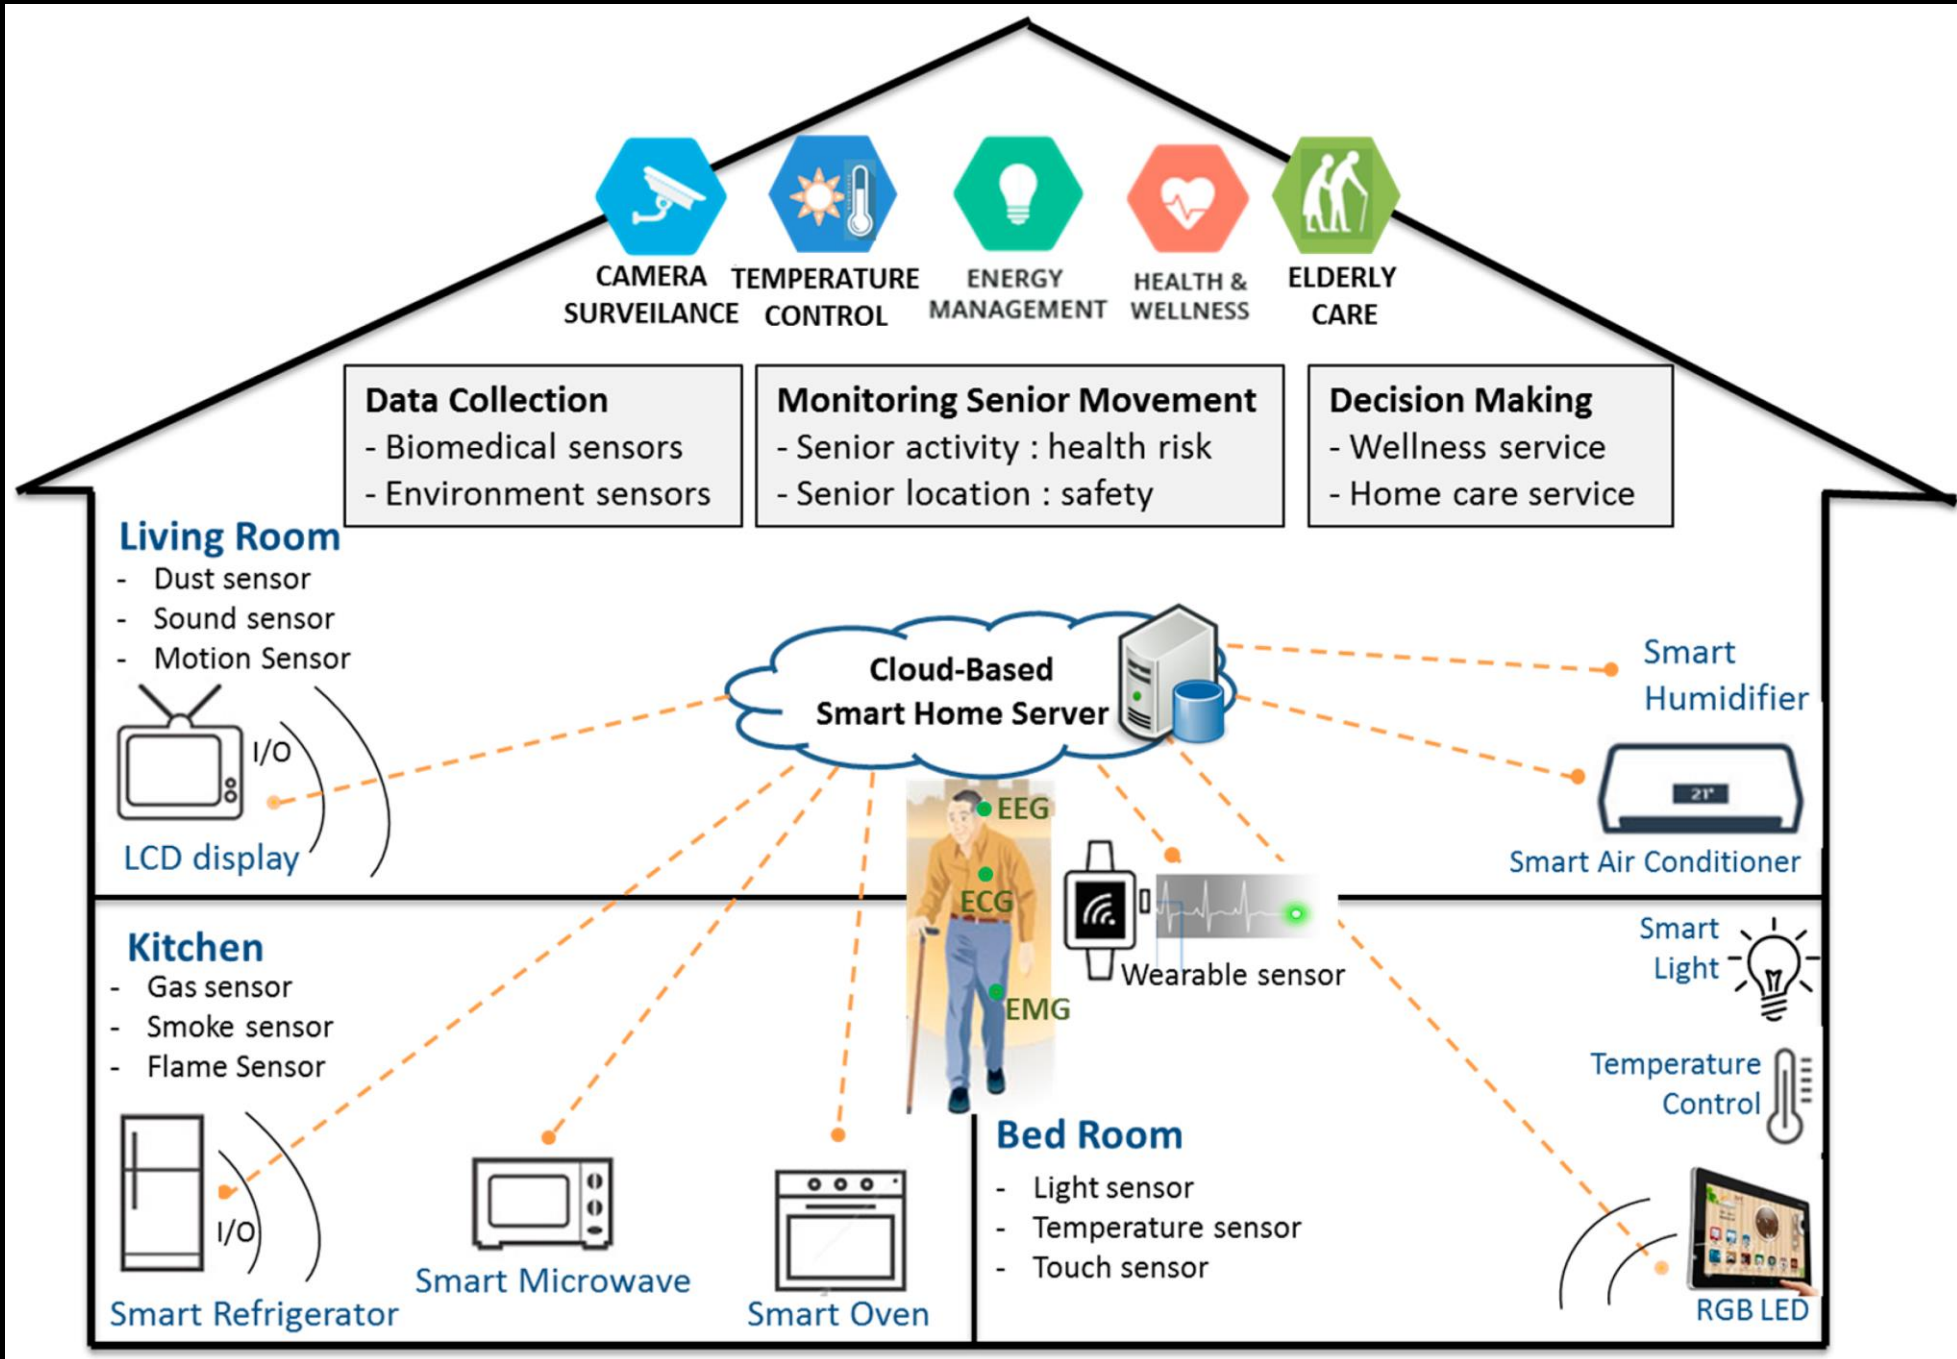 CAMERA
SURVEILANCE
TEMPERATURE
CONTROL
ENERGY
MANAGEMENT
HEALTH &
WELLNESS
ELDERLY
CARE
Data Collection
- Biomedical sensors
- Environment sensors
Monitoring Senior Movement
- Senior activity : health risk
- Senior location : safety
Decision Making
- Wellness service
- Home care service
Living Room
- Dust sensor
- Sound sensor
- Motion Sensor
I/O
LCD display
Cloud-Based
Smart Home Server
Smart
Humidifier
21°
Smart Air Conditioner
EEG
ECG
EMG
Wearable sensor
Kitchen
- Gas sensor
- Smoke sensor
- Flame Sensor
I/O
Smart Refrigerator
Smart Microwave
Smart Oven
Bed Room
- Light sensor
- Temperature sensor
- Touch sensor
Smart
Light
Temperature
Control
RGB LED